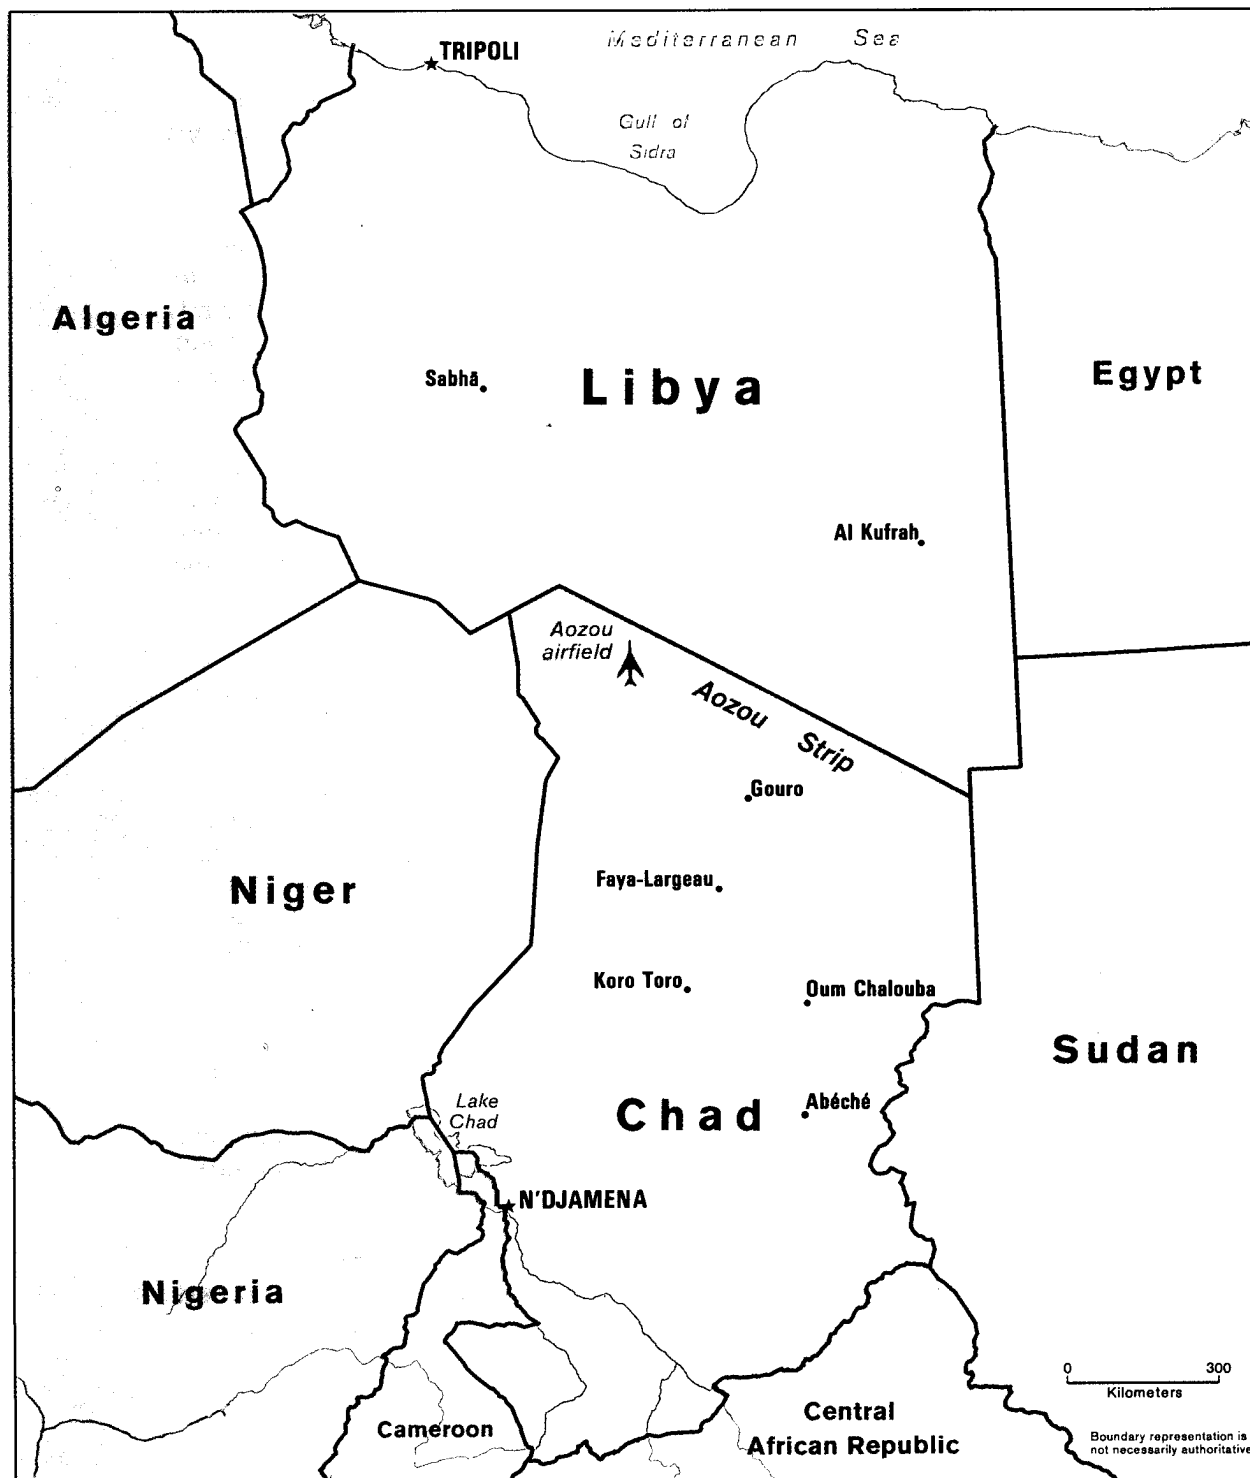 Mediterranean Sea
TRIPOLI
Gulf of
Sidra
Algeria
Sabhā
Libya
Egypt
Al Kufrah
Aozou
airfield
Aozou Strip
Gouro
Niger
Faya-Largeau
Koro Toro
Oum Chalouba
Sudan
Lake
Chad
Chad
Abéché
N'DJAMENA
Nigeria
0 300
Kilometers
Cameroon
Central
African Republic
Boundary representation is
not necessarily authoritative